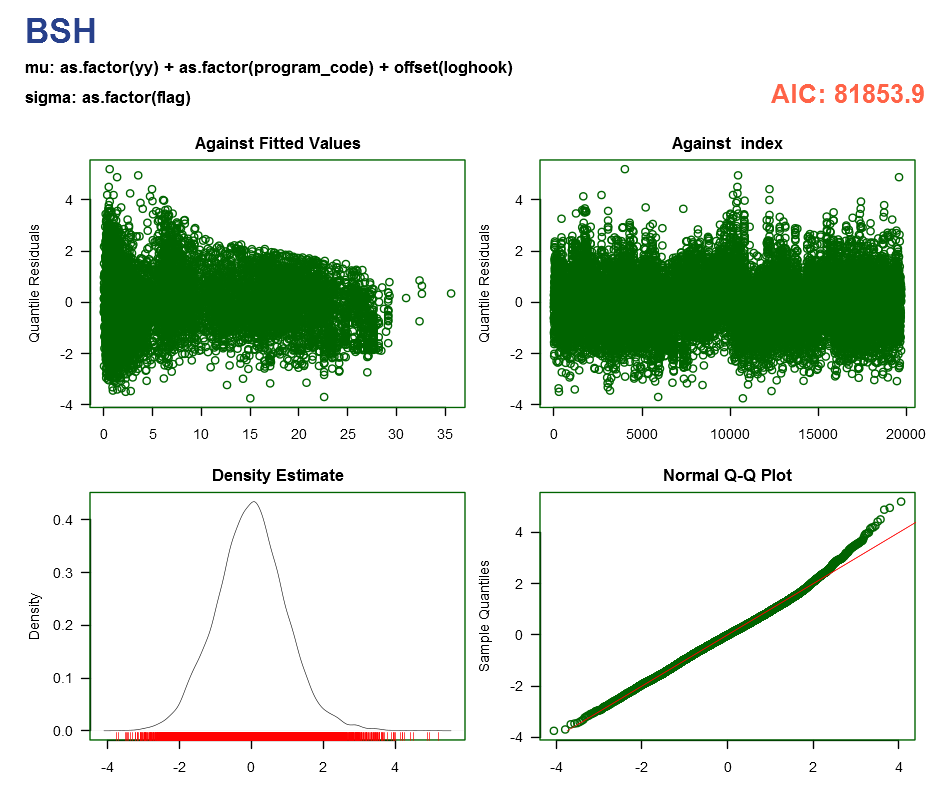 BSH
mu: as.factor(yy) + as.factor(program_code) + offset(loghook)
sigma: as.factor(flag)
AIC: 81853.9
Against Fitted Values
Quantile Residuals
4
2
0
-2
-4
0 5 10 15 20 25 30 35
Against  index
Quantile Residuals
4
2
0
-2
-4
0 5000 10000 15000 20000
Density Estimate
Density
0.4
0.3
0.2
0.1
0.0
-4 -2 0 2 4
Normal Q-Q Plot
Sample Quantiles
4
2
0
-2
-4
-4 -2 0 2 4